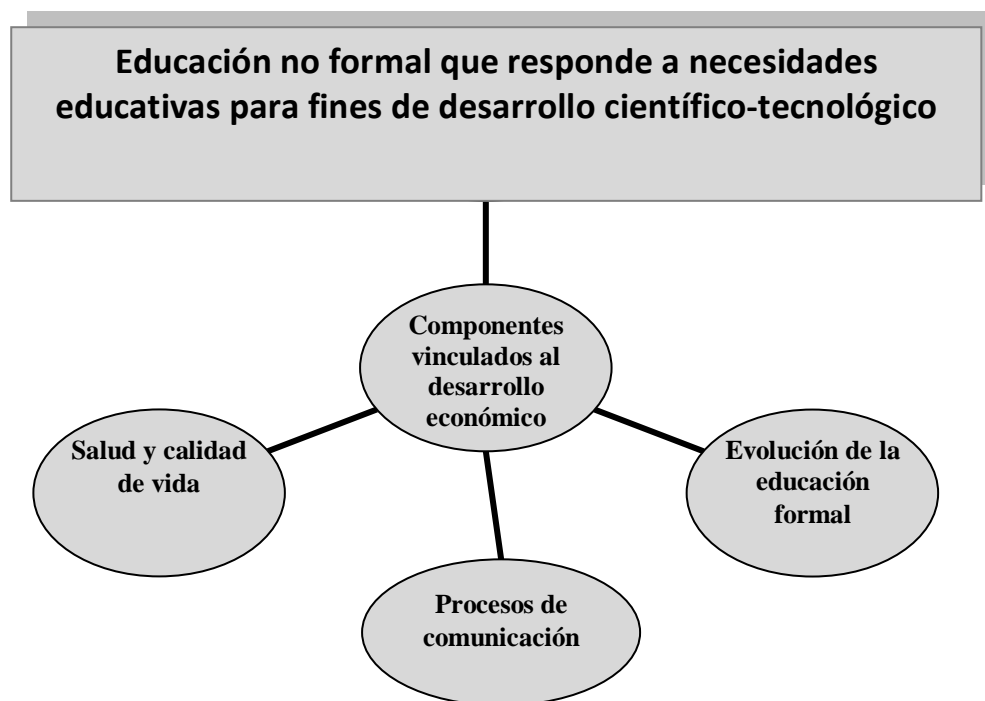 Educación no formal que responde a necesidades
educativas para fines de desarrollo científico-tecnológico
Componentes
vinculados al
desarrollo
económico
Salud y calidad
de vida
Evolución de la
educación
formal
Procesos de
comunicación